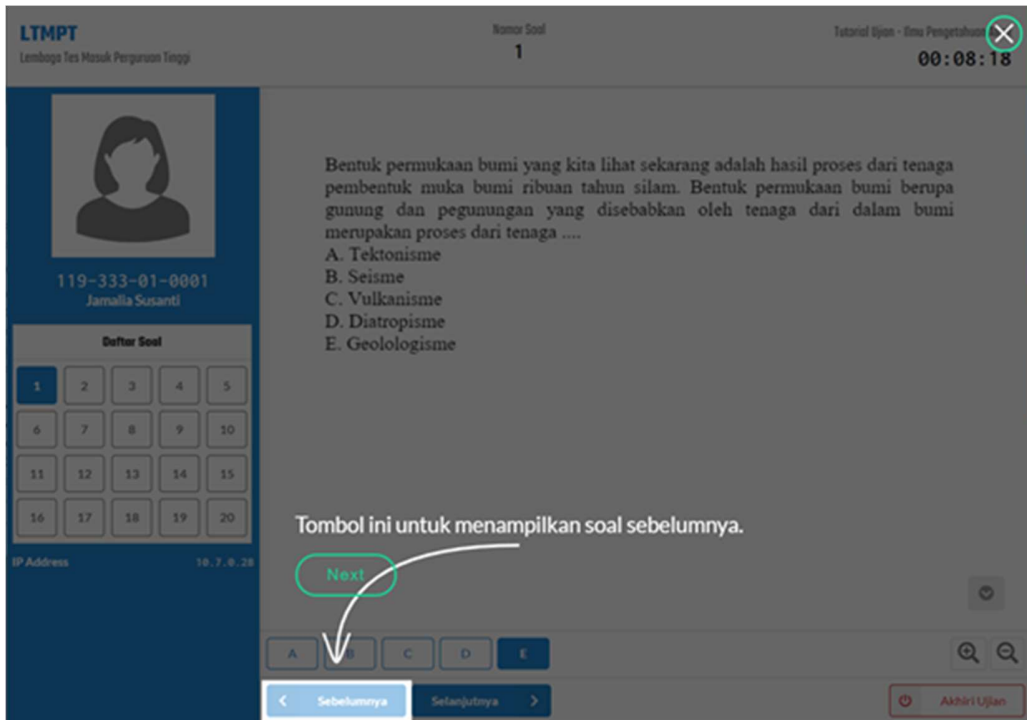 LTMPT
Lembaga Tes Masuk Perguruan Tinggi
Nomor Soal
1
Tutorial Ujian - Ilmu Pengetahuan
00:08:18
119-333-01-0001
Jamalia Susanti
Daftar Soal
1 2 3 4 5
6 7 8 9 10
11 12 13 14 15
16 17 18 19 20
IP Address 10.7.0.28
Bentuk permukaan bumi yang kita lihat sekarang adalah hasil proses dari tenaga
pembentuk muka bumi ribuan tahun silam. Bentuk permukaan bumi berupa
gunung dan pegunungan yang disebabkan oleh tenaga dari dalam bumi
merupakan proses dari tenaga ....
A. Tektonisme
B. Seisme
C. Vulkanisme
D. Diatropisme
E. Geolologisme
Tombol ini untuk menampilkan soal sebelumnya.
Next
A B C D E
Sebelumnya Selanjutnya Akhiri Ujian